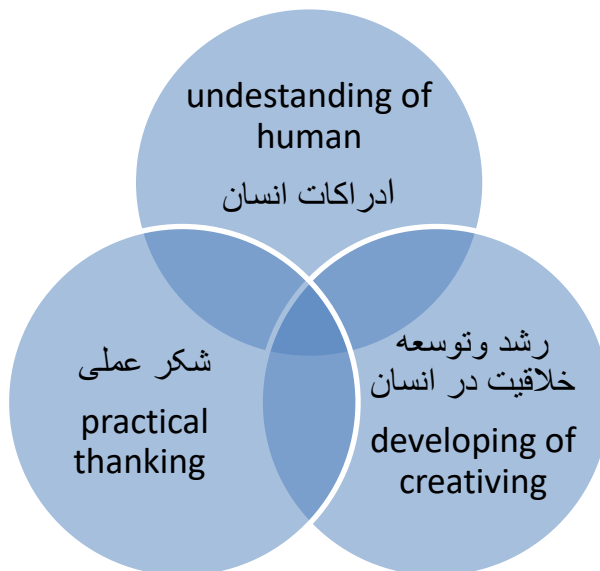 undestanding of
human
ادراکات انسان
شکر عملی
practical
thanking
رشد وتوسعه
خلاقیت در انسان
developing of
creativing